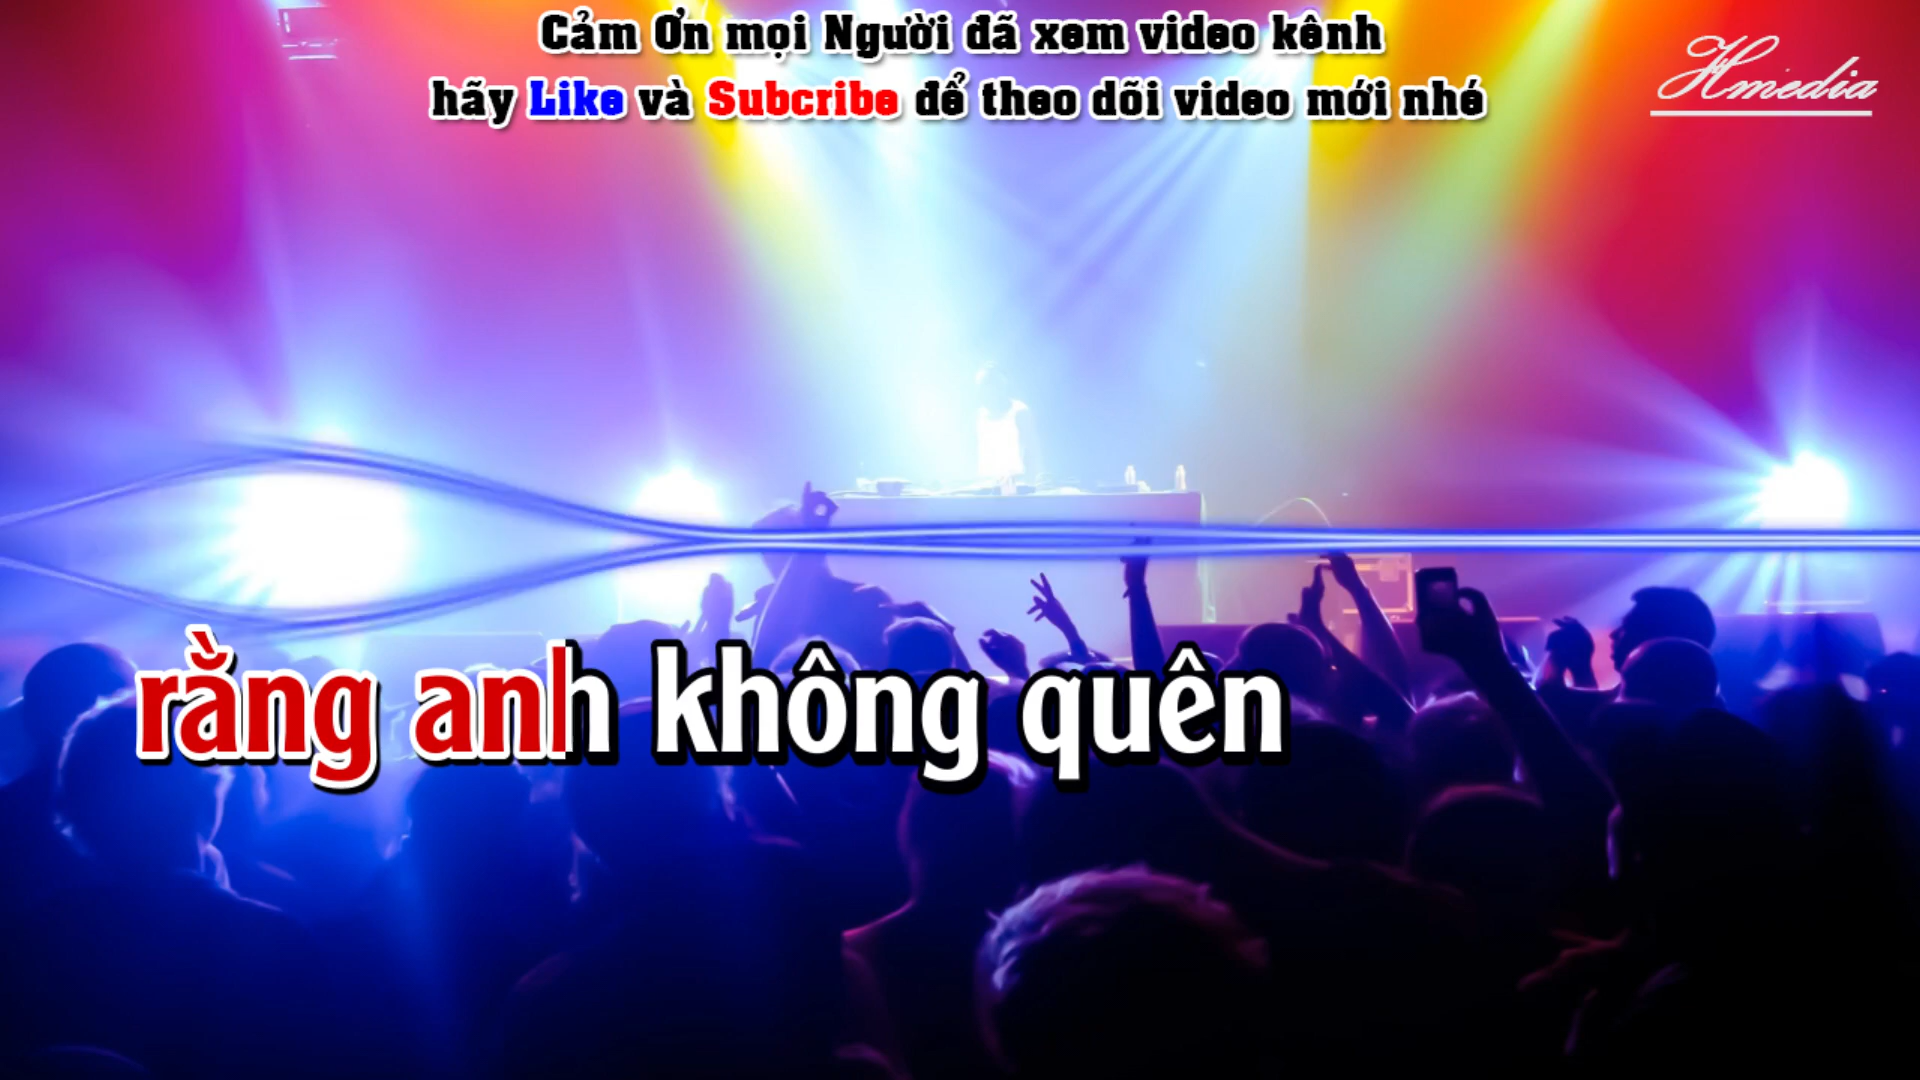 Cảm Ơn mọi Người đã xem video kênh
hãy Like và Subcribe để theo dõi video mới nhé
Hmedia
rằng anh không quên